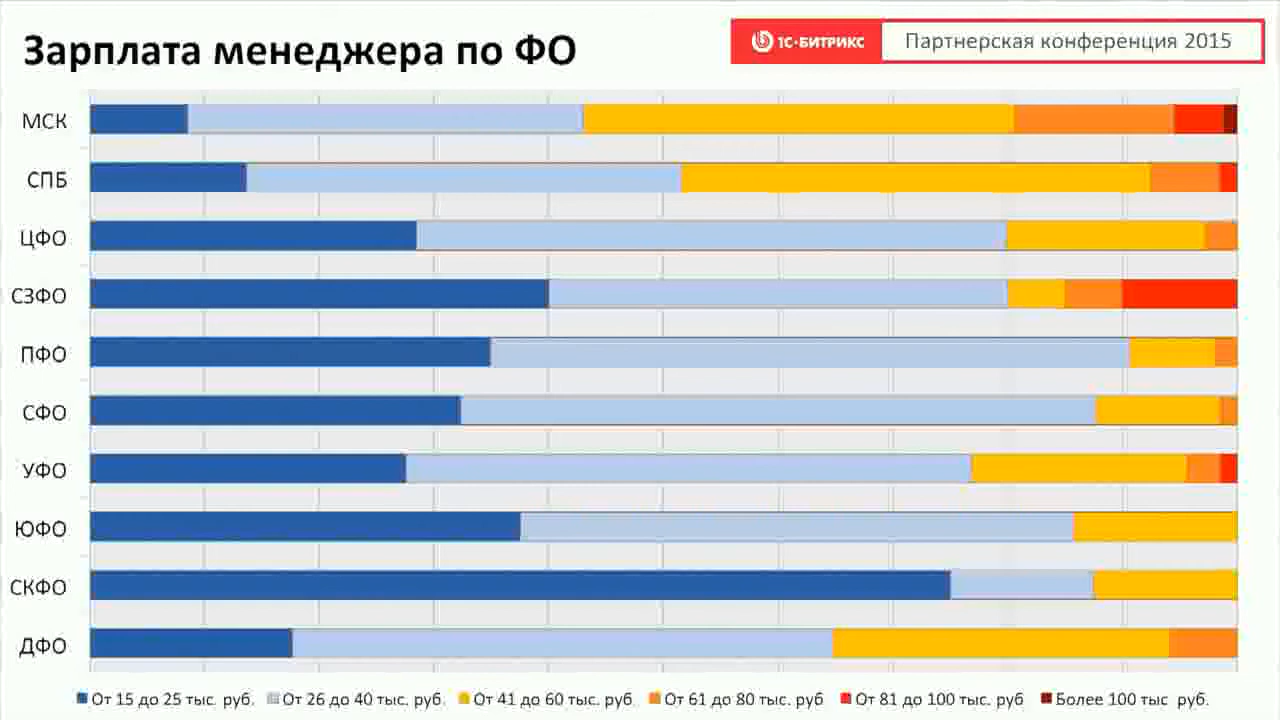 Зарплата менеджера по ФО
1С-БИТРИКС Партнерская конференция 2015
МСК
СПБ
ЦФО
СЗФО
ПФО
СФО
УФО
ЮФО
СКФО
ДФО
От 15 до 25 тыс. руб. От 26 до 40 тыс. руб. От 41 до 60 тыс. руб. От 61 до 80 тыс. руб От 81 до 100 тыс. руб Более 100 тыс руб.